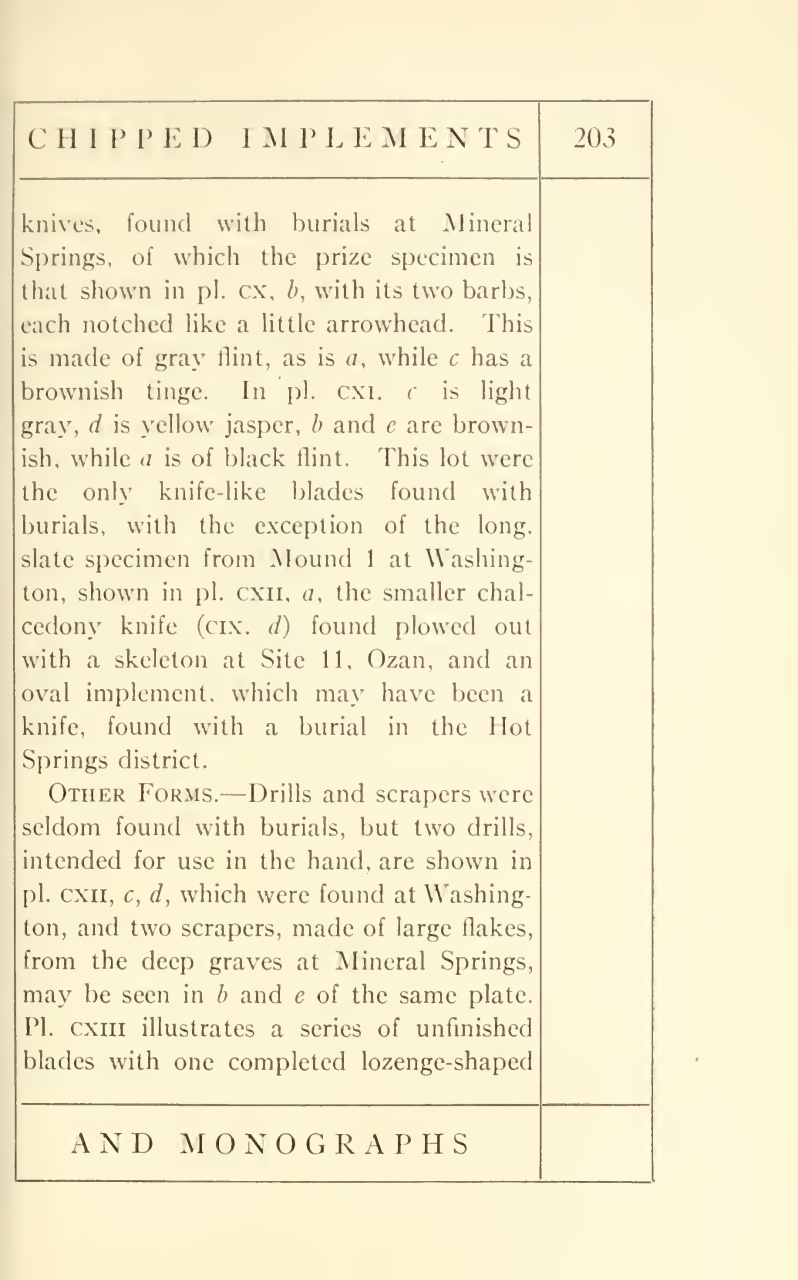 CHIPPED IMPLEMENTS 203
knives, found with burials at Mineral
Springs, of which the prize specimen is
that shown in pl. CX, b, with its two barbs,
each notched like a little arrowhead. This
is made of gray flint, as is a, while c has a
brownish tinge. In pl. CXI. c is light
gray, d is yellow jasper, b and e are brown-
ish, while a is of black flint. This lot were
the only knife-like blades found with
burials, with the exception of the long.
slate specimen from Mound 1 at Washing-
ton, shown in pl. CXII, a, the smaller chal-
cedony knife (CIX. d) found plowed out
with a skeleton at Site 11, Ozan, and an
oval implement. which may have been a
knife, found with a burial in the Hot
Springs district.
OTHER FORMS.—Drills and scrapers were
seldom found with burials, but two drills,
intended for use in the hand, are shown in
pl. CXII, c, d, which were found at Washing-
ton, and two scrapers, made of large flakes,
from the deep graves at Mineral Springs,
may be seen in b and e of the same plate.
Pl. CXIII illustrates a series of unfinished
blades with one completed lozenge-shaped
AND MONOGRAPHS